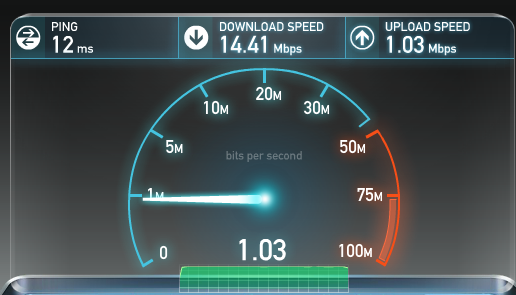 PING
12 ms
DOWNLOAD SPEED
14.41 Mbps
UPLOAD SPEED
1.03 Mbps
20M
10M
30M
5M
50M
bits per second
1M
75M
0
1.03
100M